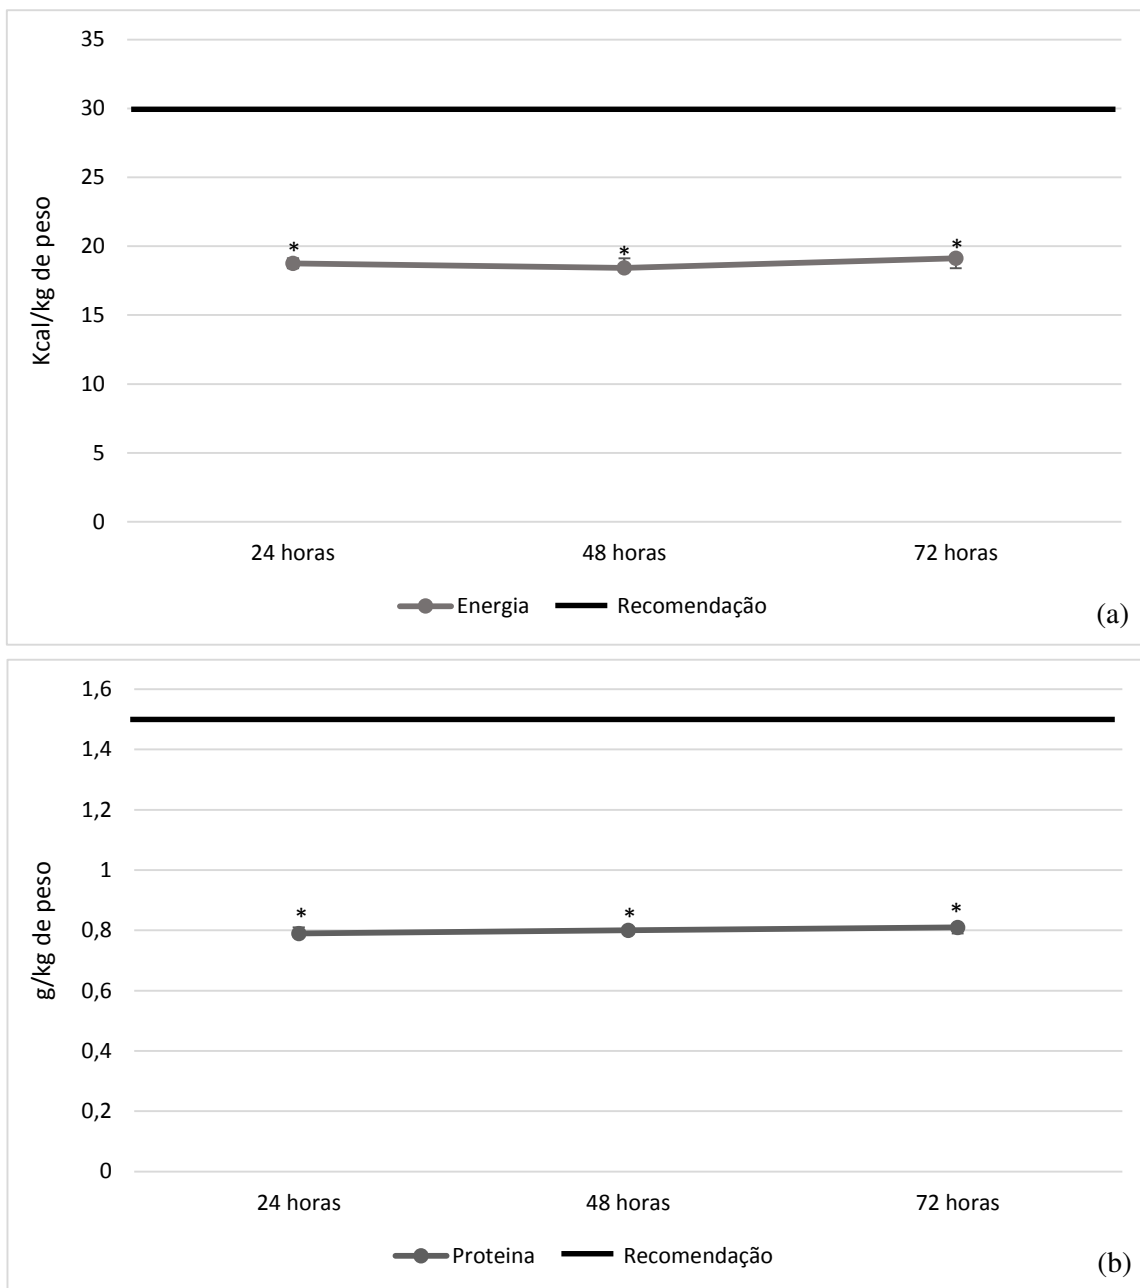 35
30
25
20
15
10
5
0
Kcal/kg de peso
* * *
24 horas 48 horas 72 horas
Energia Recomendação
(a)
1,6
1,4
1,2
1
0,8
0,6
0,4
0,2
0
g/kg de peso
* * *
24 horas 48 horas 72 horas
Proteina Recomendação
(b)